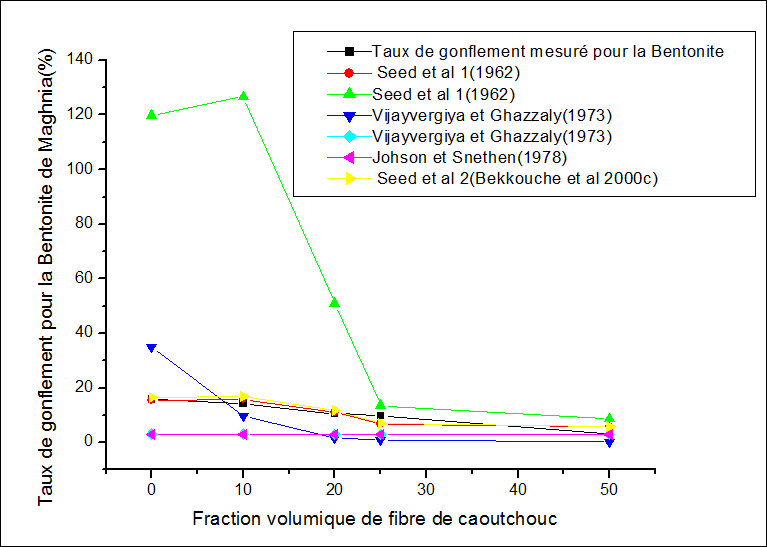 Taux de gonflement mesuré pour la Bentonite
Seed et al 1(1962)
Seed et al 1(1962)
Vijayvergiya et Ghazzaly(1973)
Vijayvergiya et Ghazzaly(1973)
Johson et Snethen(1978)
Seed et al 2(Bekkouche et al 2000c)
Taux de gonflement pour la Bentonite de Maghnia(%)
140
120
100
80
60
40
20
0
0 10 20 30 40 50
Fraction volumique de fibre de caoutchouc